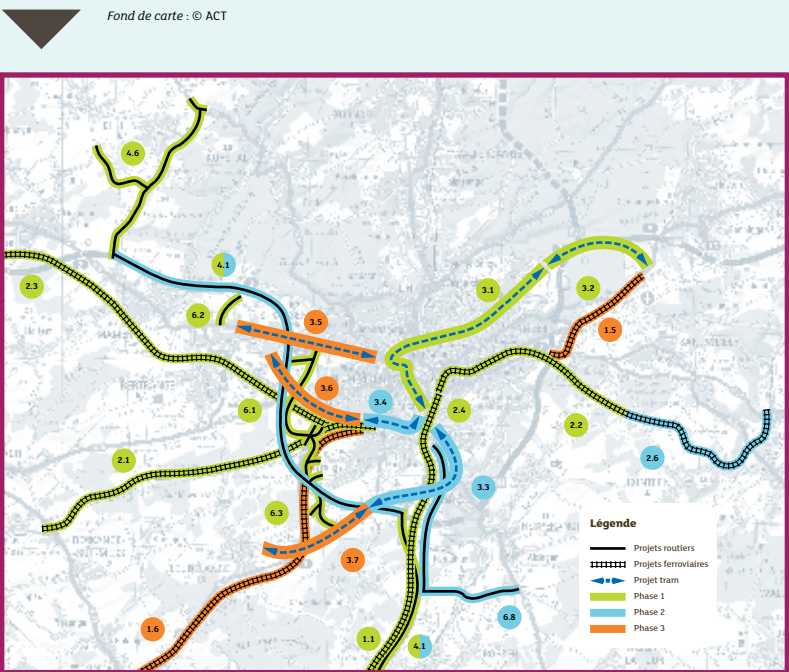 Fond de carte : © ACT
4.6
4.1
2.3
3.1
3.2
6.2
3.5
1.5
3.6
3.4
6.1
2.4
2.2
2.1
2.6
3.3
6.3
3.7
6.8
1.6
1.1
4.1
Légende
Projets routiers
Projets ferroviaires
Projet tram
Phase 1
Phase 2
Phase 3